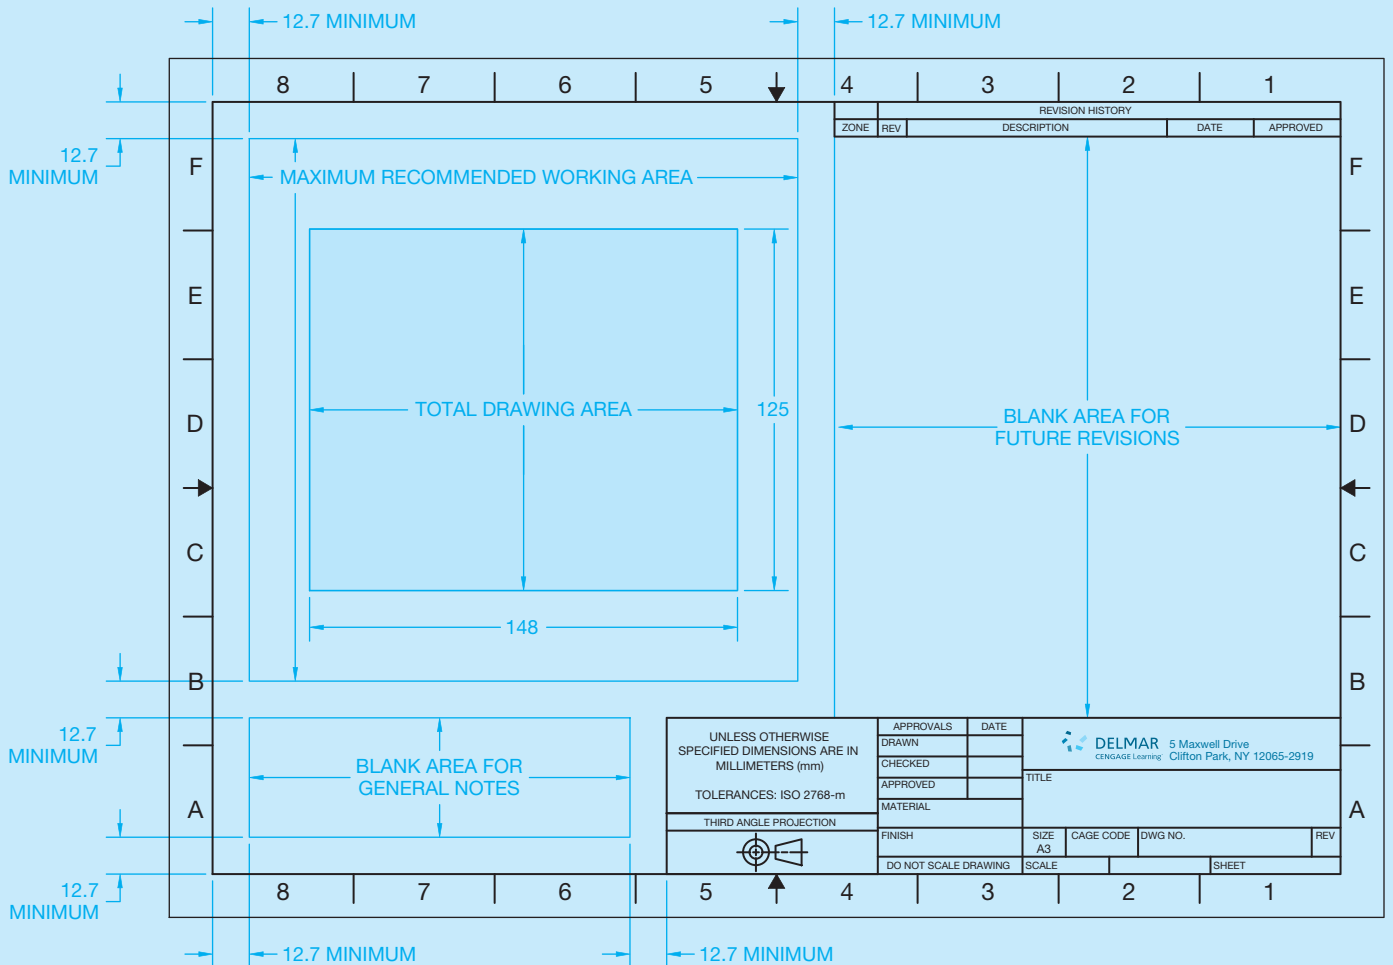 12.7 MINIMUM
12.7 MINIMUM
8 7 6 5 4 3 2 1
REVISION HISTORY
ZONE REV DESCRIPTION DATE APPROVED
12.7
MINIMUM
F
MAXIMUM RECOMMENDED WORKING AREA
F
E
E
D
TOTAL DRAWING AREA
125
BLANK AREA FOR
FUTURE REVISIONS
D
C
C
148
B
B
12.7
MINIMUM
BLANK AREA FOR
GENERAL NOTES
A
UNLESS OTHERWISE
SPECIFIED DIMENSIONS ARE IN
MILLIMETERS (mm)
TOLERANCES: ISO 2768-m
THIRD ANGLE PROJECTION
APPROVALS DATE
DRAWN
CHECKED
APPROVED
MATERIAL
FINISH
DO NOT SCALE DRAWING
DELMAR
CENGAGE Learning
5 Maxwell Drive
Clifton Park, NY 12065-2919
TITLE
SIZE
A3
CAGE CODE
DWG NO.
REV
SCALE
SHEET
A
12.7
MINIMUM
8 7 6 5 4 3 2 1
12.7 MINIMUM
12.7 MINIMUM